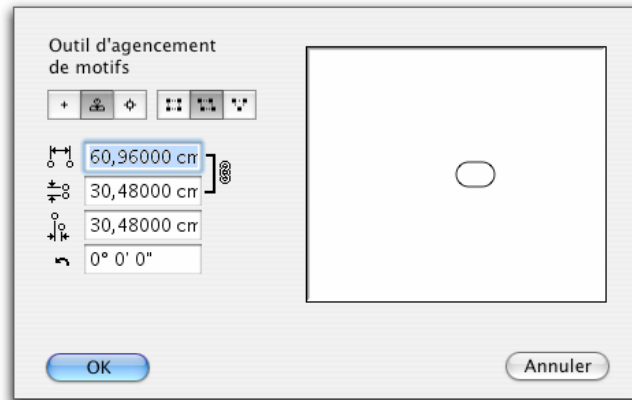 Outil d'agencement
de motifs
60,96000 cm
30,48000 cm
30,48000 cm
0° 0' 0"
OK
Annuler